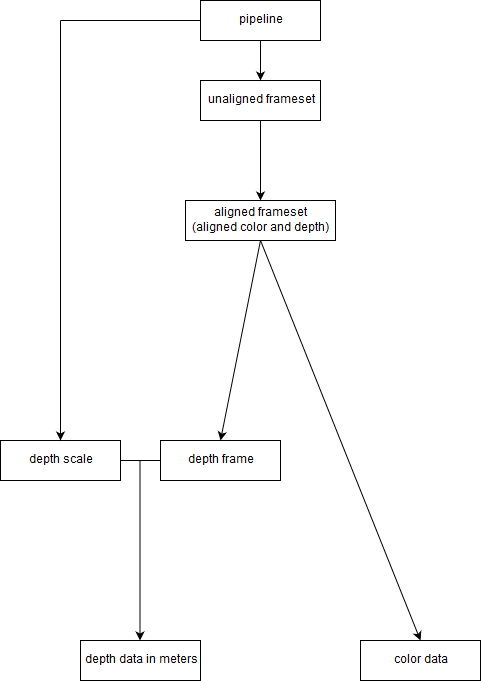 pipeline
unaligned frameset
aligned frameset
(aligned color and depth)
depth scale
depth frame
depth data in meters
color data